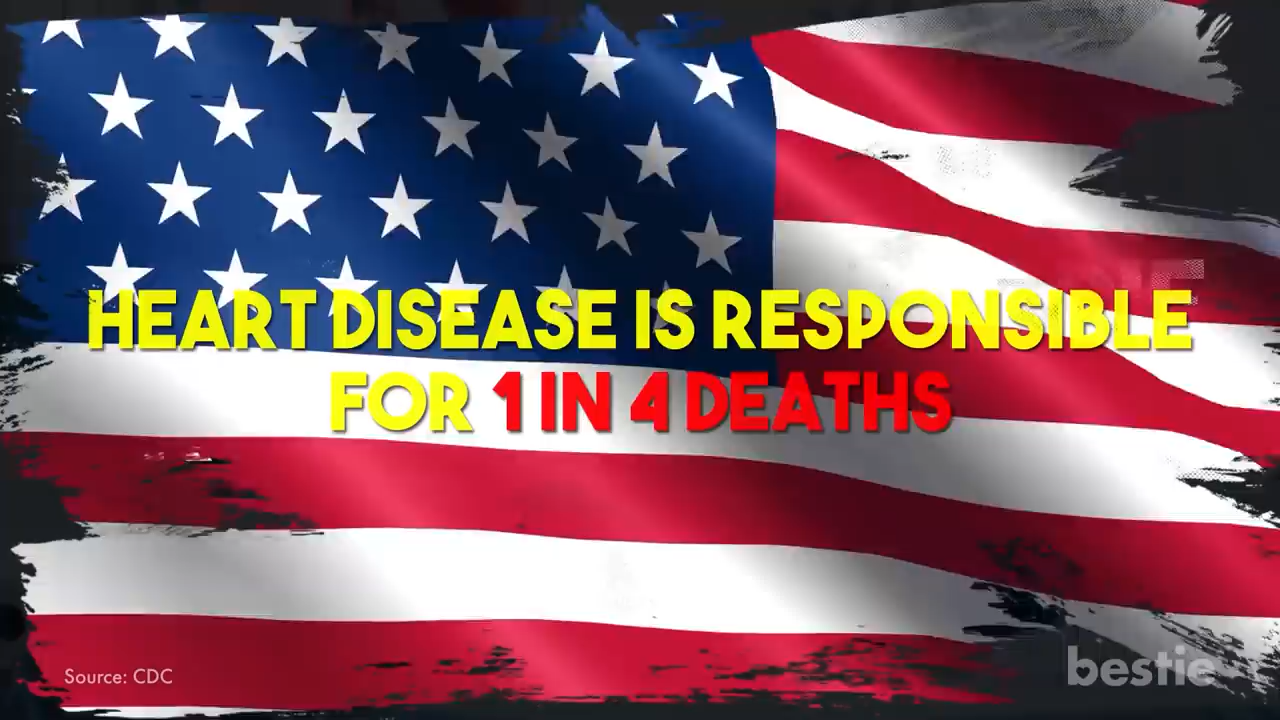 HEART DISEASE IS RESPONSIBLE
FOR 1 IN 4 DEATHS
Source: CDC
bestie